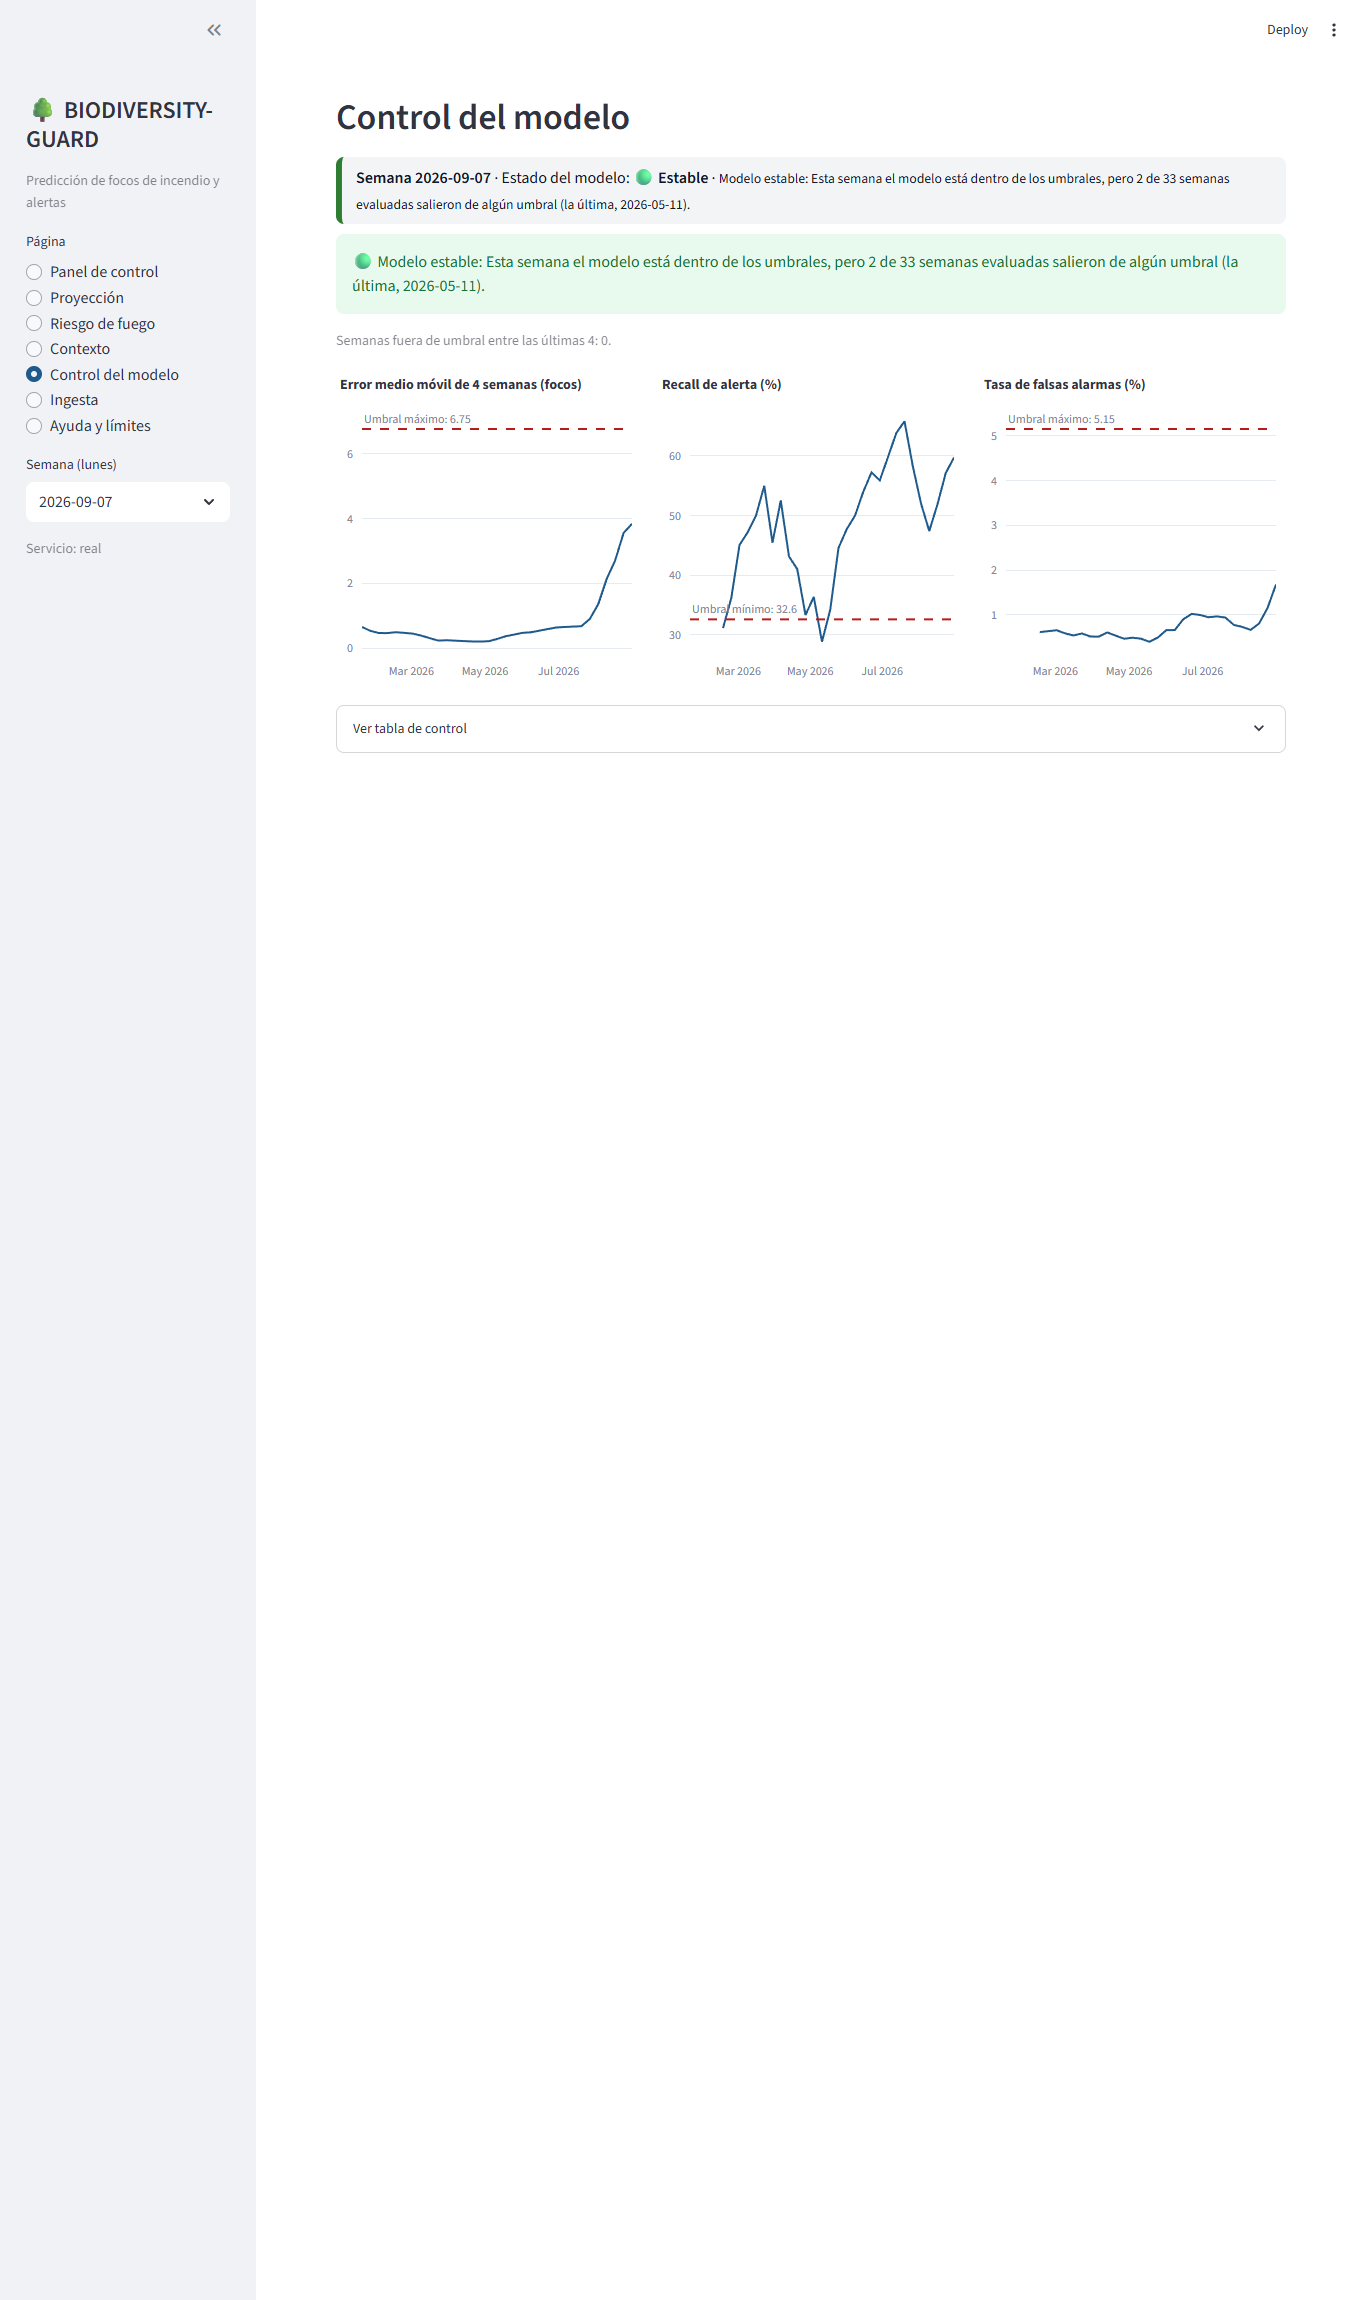 Deploy
BIODIVERSITY-
GUARD
Predicción de focos de incendio y
alertas
Página
Panel de control
Proyección
Riesgo de fuego
Contexto
Control del modelo
Ingesta
Ayuda y límites
Semana (lunes)
2026-09-07
Servicio: real
Control del modelo
Semana 2026-09-07 · Estado del modelo: Estable · Modelo estable: Esta semana el modelo está dentro de los umbrales, pero 2 de 33 semanas
evaluadas salieron de algún umbral (la última, 2026-05-11).
Modelo estable: Esta semana el modelo está dentro de los umbrales, pero 2 de 33 semanas evaluadas salieron de algún umbral (la
última, 2026-05-11).
Semanas fuera de umbral entre las últimas 4: 0.
Error medio móvil de 4 semanas (focos)
Umbral máximo: 6.75
6
4
2
0
Mar 2026 May 2026 Jul 2026
Recall de alerta (%)
60
50
40
Umbral mínimo: 32.6
30
Mar 2026 May 2026 Jul 2026
Tasa de falsas alarmas (%)
Umbral máximo: 5.15
5
4
3
2
1
Mar 2026 May 2026 Jul 2026
Ver tabla de control